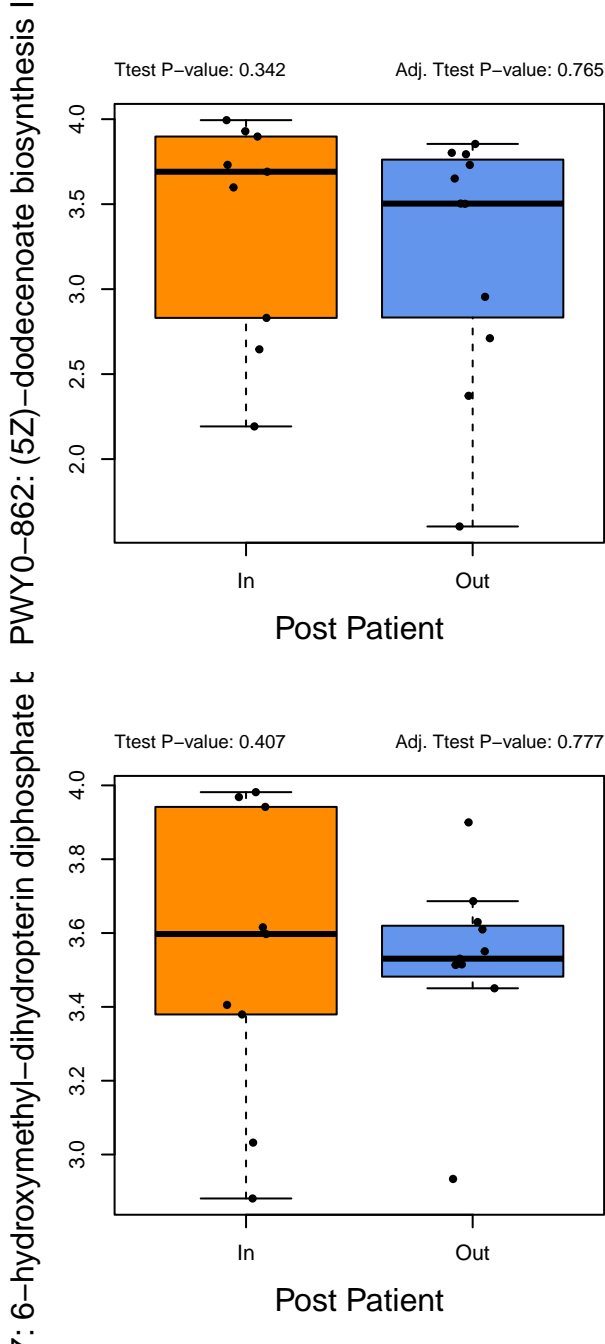 Ttest P−value: 0.342
Adj. Ttest P−value: 0.765
PWY0−862: (5Z)−dodecenoate biosynthesis I
4.0
3.5
3.0
2.5
2.0
In
Out
Post Patient
Ttest P−value: 0.407
Adj. Ttest P−value: 0.777
: 6−hydroxymethyl−dihydropterin diphosphate
4.0
3.8
3.6
3.4
3.2
3.0
In
Out
Post Patient